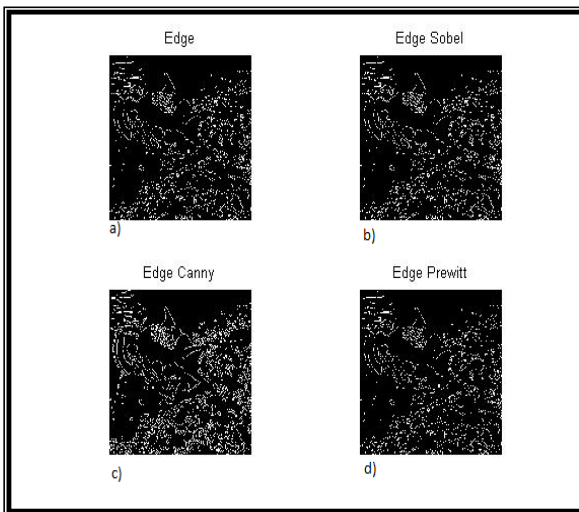 Edge
Edge Sobel
a)
b)
Edge Canny
Edge Prewitt
c)
d)